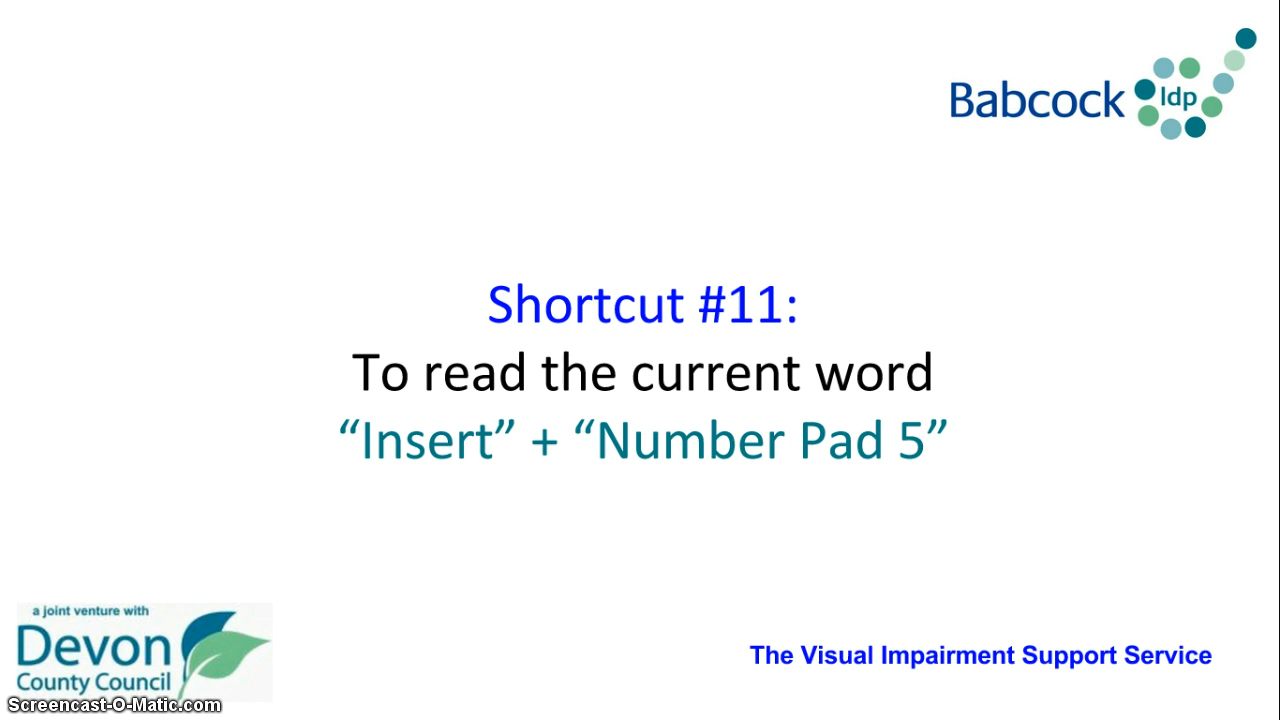 Babcock ldp
Shortcut #11:
To read the current word
“Insert” + “Number Pad 5”
a joint venture with
Devon
County Council
The Visual Impairment Support Service
Screencast-O-Matic.com